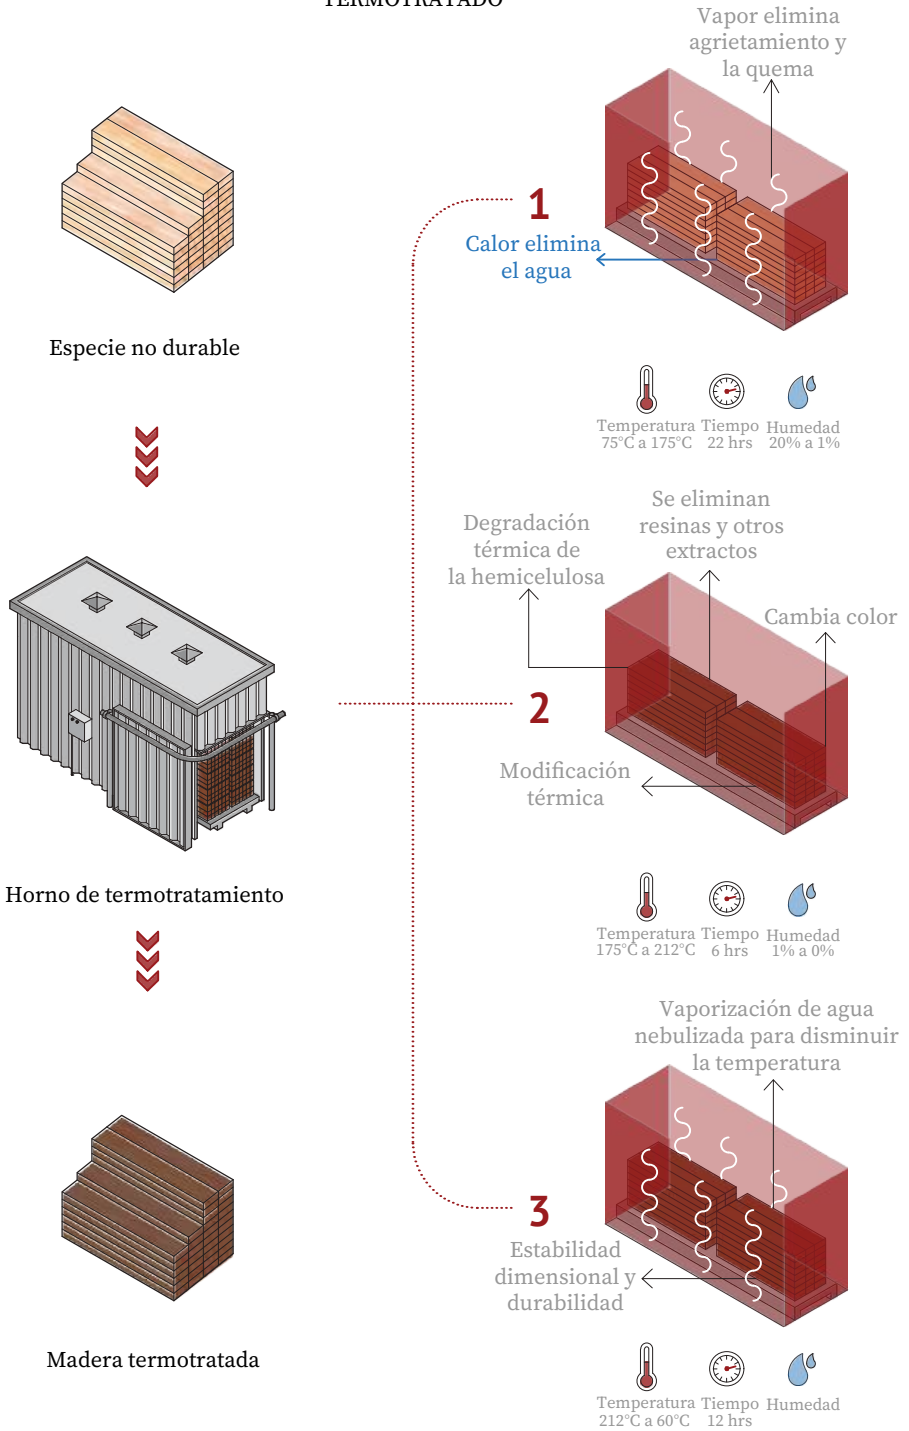 TERMOTRATADO
Especie no durable
Horno de termotratamiento
Madera termotratada
1
Vapor elimina
agrietamiento y
la quema
Calor elimina
el agua
Temperatura
75°C a 175°C
Tiempo
22 hrs
Humedad
20% a 1%
2
Degradación
térmica de
la hemicelulosa
Se eliminan
resinas y otros
extractos
Cambia color
Modificación
térmica
Temperatura
175°C a 212°C
Tiempo
6 hrs
Humedad
1% a 0%
3
Vaporización de agua
nebulizada para disminuir
la temperatura
Estabilidad
dimensional y
durabilidad
Temperatura
212°C a 60°C
Tiempo
12 hrs
Humedad